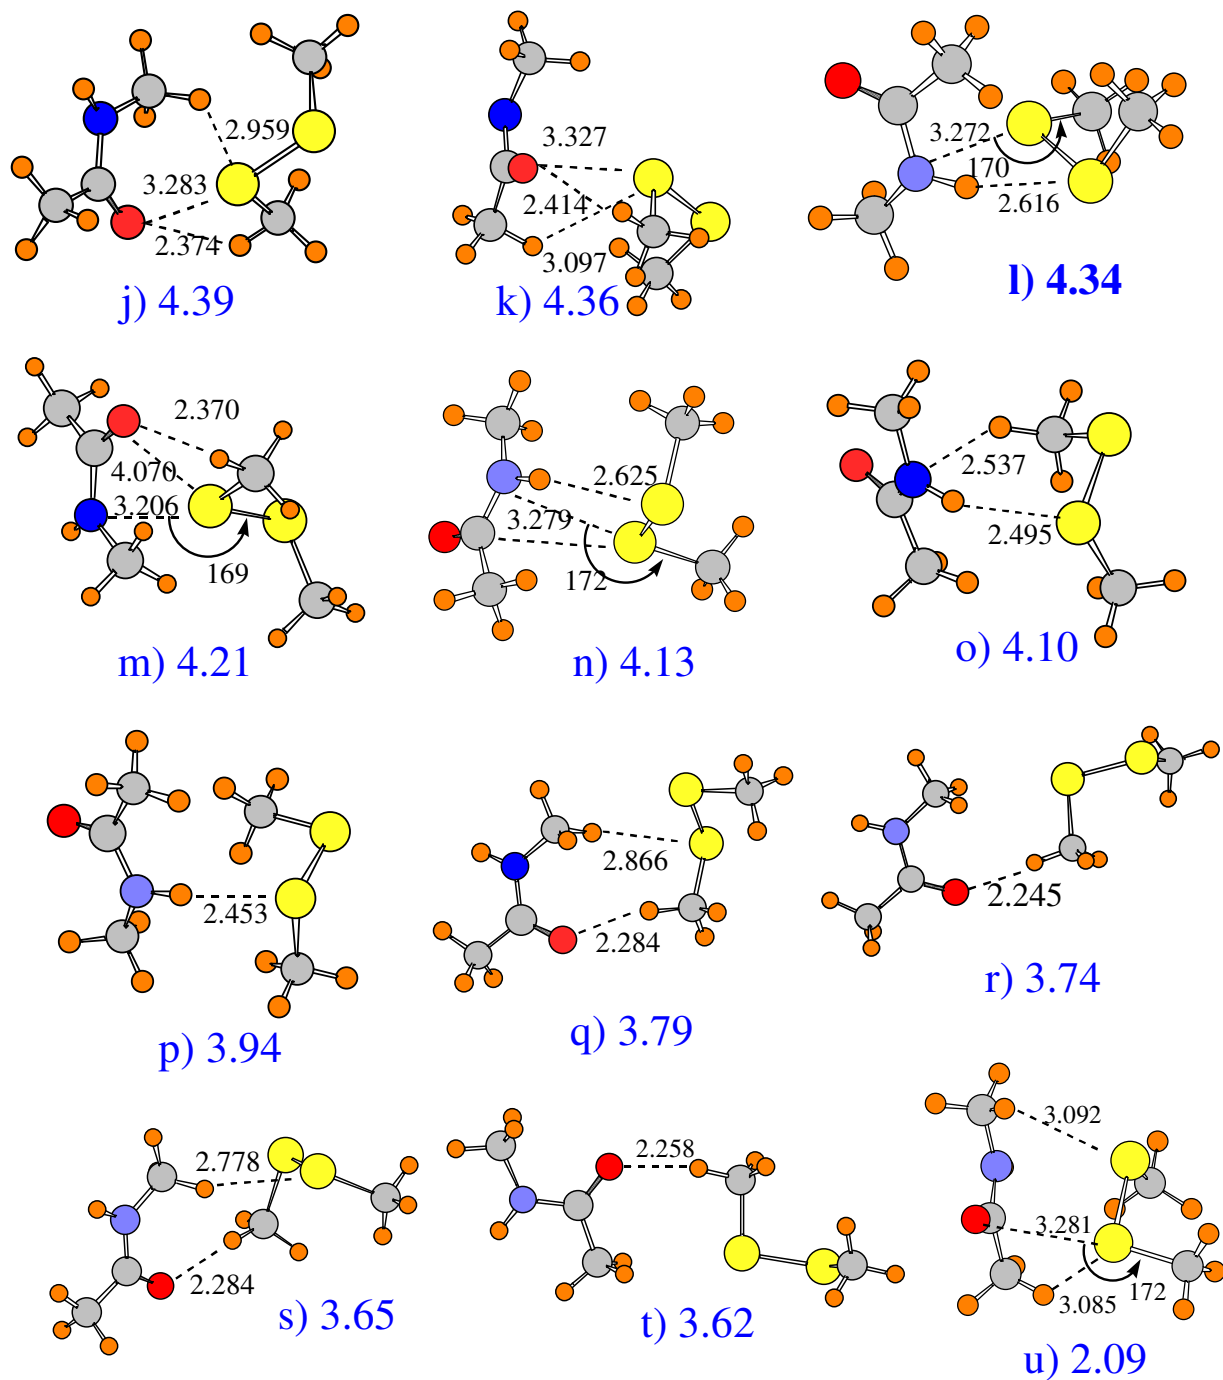 2.959
3.283
2.374
j) 4.39
3.327
2.414
3.097
k) 4.36
3.272
170
2.616
l) 4.34
2.370
4.070
3.206
169
m) 4.21
2.625
3.279
172
n) 4.13
2.537
2.495
o) 4.10
2.453
p) 3.94
2.866
2.284
q) 3.79
2.245
r) 3.74
2.778
2.284
s) 3.65
2.258
t) 3.62
3.092
3.281
172
3.085
u) 2.09